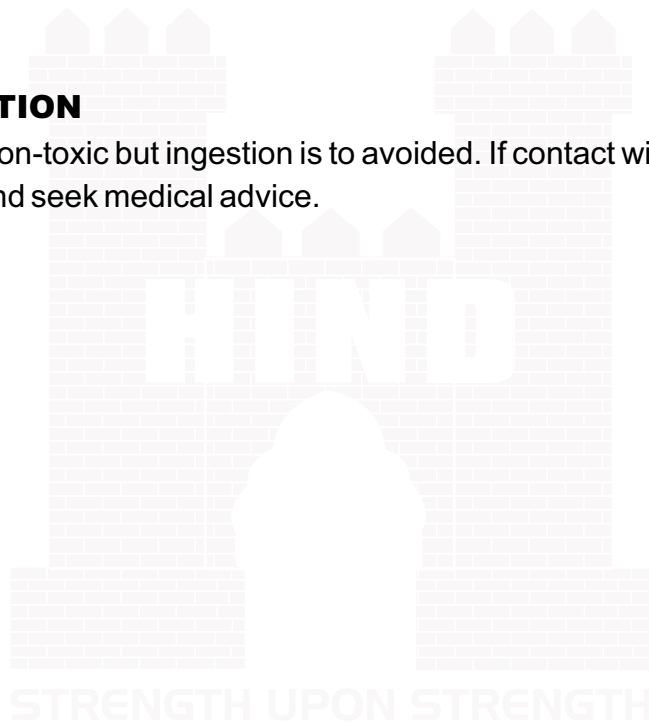 TION
on-toxic but ingestion is to avoided. If contact wi
nd seek medical advice.
HIND
STRENGTH UPON STRENGTH